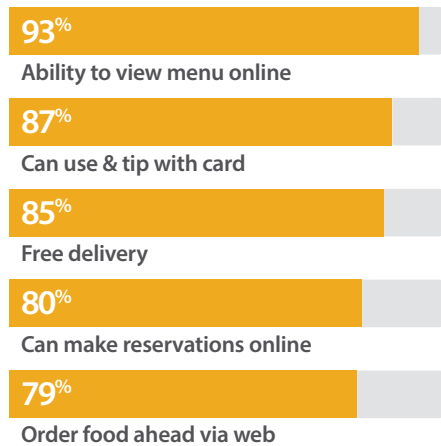 93%
Ability to view menu online
87%
Can use & tip with card
85%
Free delivery
80%
Can make reservations online
79%
Order food ahead via web